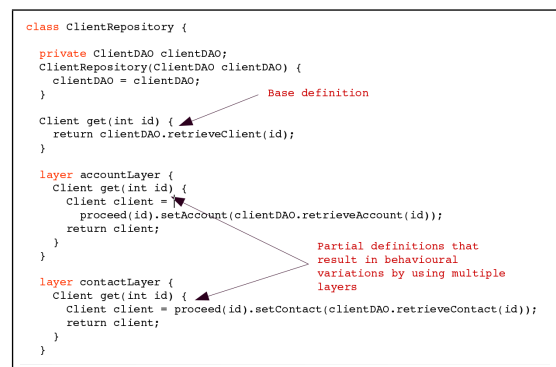 class ClientRepository {
private ClientDAO clientDAO;
ClientRepository(ClientDAO clientDAO) {
clientDAO = clientDAO;
}
Base definition
Client get(int id) {
return clientDAO.retrieveClient(id);
}
layer accountLayer {
Client get(int id) {
Client client =
proceed(id).setAccount(clientDAO.retrieveAccount(id));
return client;
}
}
Partial definitions that
result in behavioural
variations by using multiple
layers
layer contactLayer {
Client get(int id) {
Client client = proceed(id).setContact(clientDAO.retrieveContact(id));
return client;
}
}